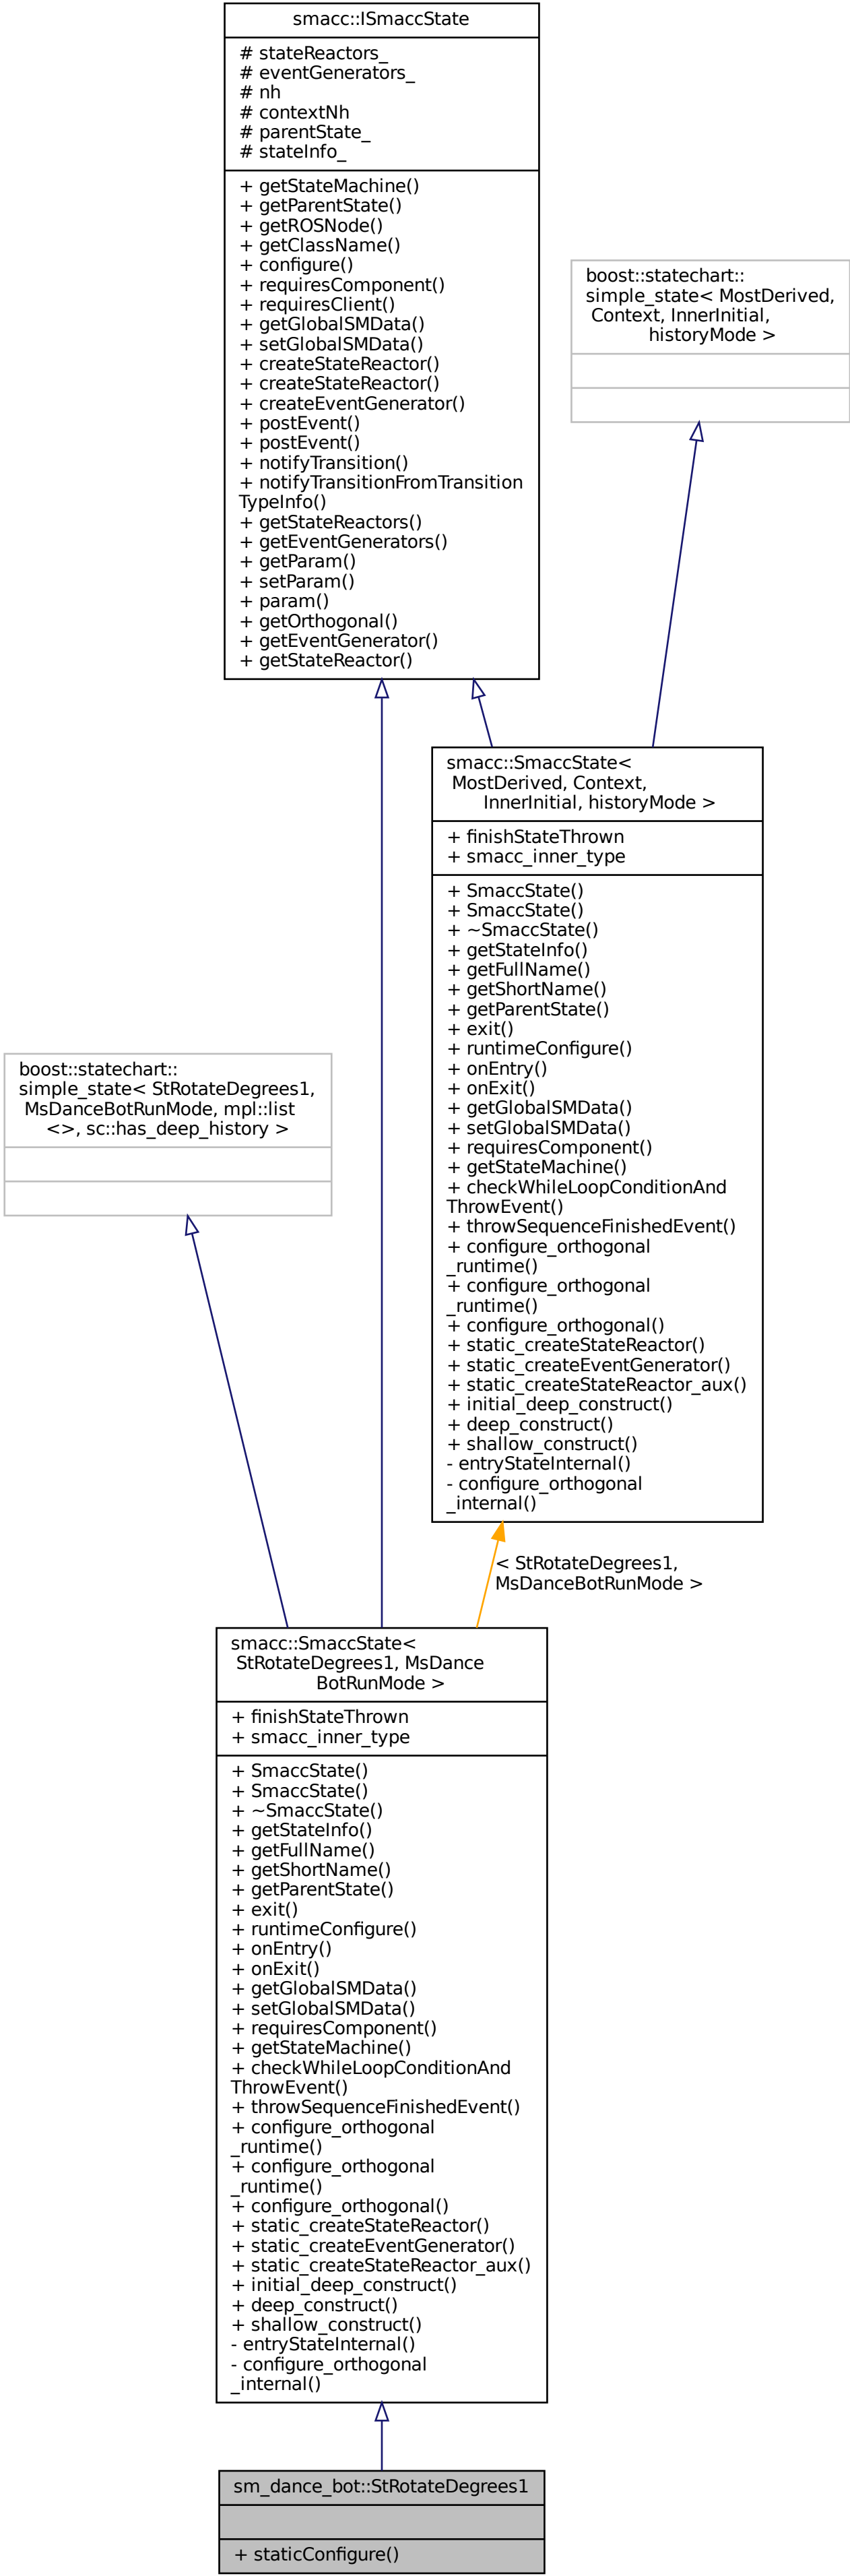 smacc::ISmaccState
# stateReactors_
# eventGenerators_
# nh
# contextNh
# parentState_
# stateInfo_
+ getStateMachine()
+ getParentState()
+ getROSNode()
+ getClassName()
+ configure()
+ requiresComponent()
+ requiresClient()
+ getGlobalSMData()
+ setGlobalSMData()
+ createStateReactor()
+ createStateReactor()
+ createEventGenerator()
+ postEvent()
+ postEvent()
+ notifyTransition()
+ notifyTransitionFromTransition
TypeInfo()
+ getStateReactors()
+ getEventGenerators()
+ getParam()
+ setParam()
+ param()
+ getOrthogonal()
+ getEventGenerator()
+ getStateReactor()
boost::statechart::
simple_state< MostDerived,
Context, InnerInitial,
historyMode >
smacc::SmaccState<
MostDerived, Context,
InnerInitial, historyMode >
+ finishStateThrown
+ smacc_inner_type
+ SmaccState()
+ SmaccState()
+ ~SmaccState()
+ getStateInfo()
+ getFullName()
+ getShortName()
+ getParentState()
+ exit()
+ runtimeConfigure()
+ onEntry()
+ onExit()
+ getGlobalSMData()
+ setGlobalSMData()
+ requiresComponent()
+ getStateMachine()
+ checkWhileLoopConditionAnd
ThrowEvent()
+ throwSequenceFinishedEvent()
+ configure_orthogonal
_runtime()
+ configure_orthogonal
_runtime()
+ configure_orthogonal()
+ static_createStateReactor()
+ static_createEventGenerator()
+ static_createStateReactor_aux()
+ initial_deep_construct()
+ deep_construct()
+ shallow_construct()
- entryStateInternal()
- configure_orthogonal
_internal()
boost::statechart::
simple_state< StRotateDegrees1,
MsDanceBotRunMode, mpl::list
<>, sc::has_deep_history >
< StRotateDegrees1,
MsDanceBotRunMode >
smacc::SmaccState<
StRotateDegrees1, MsDance
BotRunMode >
+ finishStateThrown
+ smacc_inner_type
+ SmaccState()
+ SmaccState()
+ ~SmaccState()
+ getStateInfo()
+ getFullName()
+ getShortName()
+ getParentState()
+ exit()
+ runtimeConfigure()
+ onEntry()
+ onExit()
+ getGlobalSMData()
+ setGlobalSMData()
+ requiresComponent()
+ getStateMachine()
+ checkWhileLoopConditionAnd
ThrowEvent()
+ throwSequenceFinishedEvent()
+ configure_orthogonal
_runtime()
+ configure_orthogonal
_runtime()
+ configure_orthogonal()
+ static_createStateReactor()
+ static_createEventGenerator()
+ static_createStateReactor_aux()
+ initial_deep_construct()
+ deep_construct()
+ shallow_construct()
- entryStateInternal()
- configure_orthogonal
_internal()
sm_dance_bot::StRotateDegrees1
+ staticConfigure()